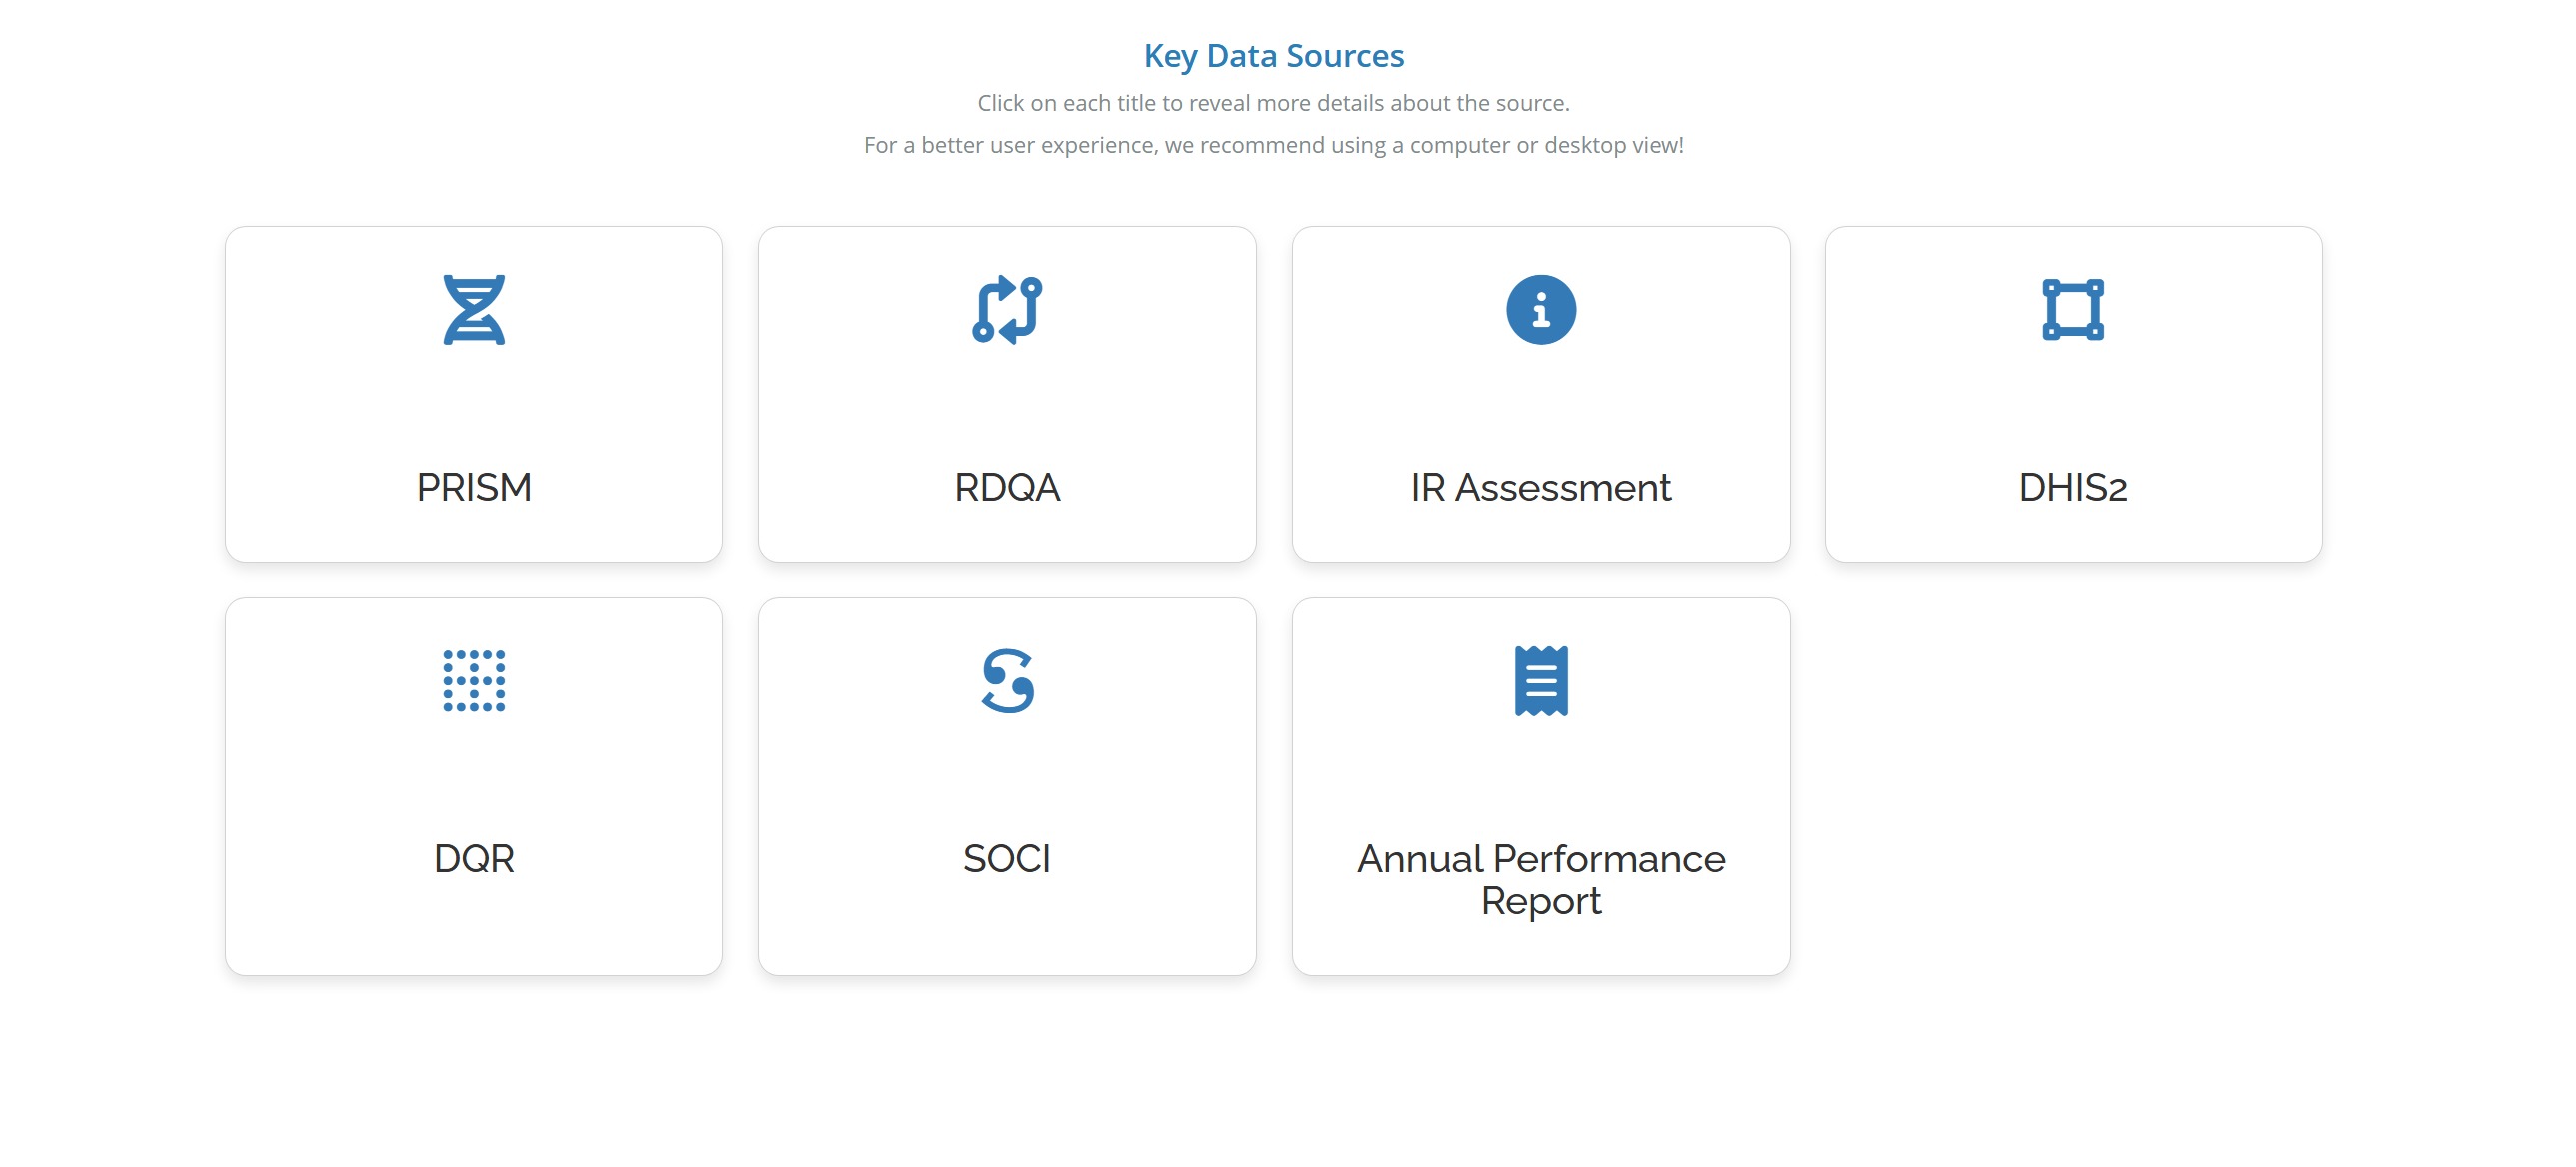 Key Data Sources
Click on each title to reveal more details about the source.
For a better user experience, we recommend using a computer or desktop view!
PRISM
RDQA
IR Assessment
DHIS2
DQR
SOCI
Annual Performance
Report